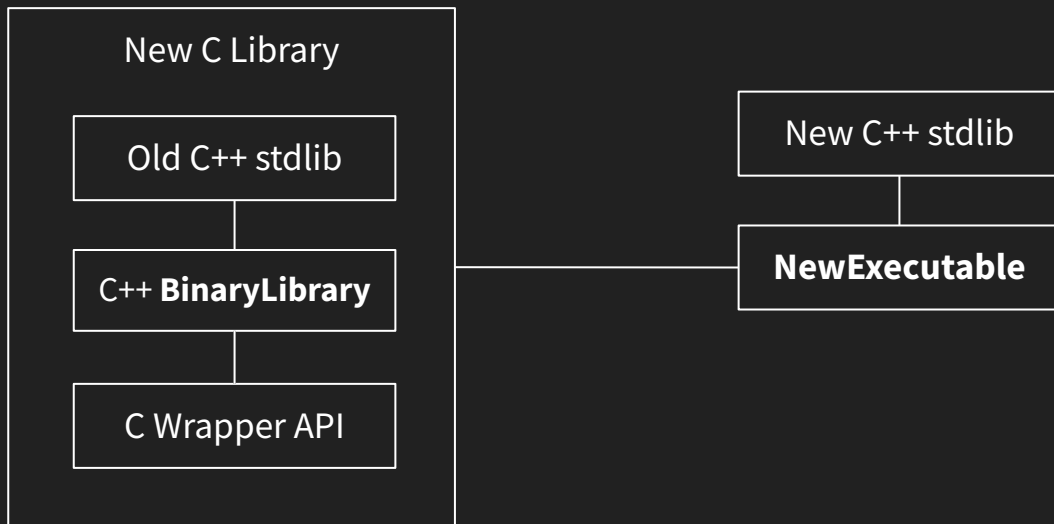 New C Library
Old C++ stdlib
C++ BinaryLibrary
C Wrapper API
New C++ stdlib
NewExecutable